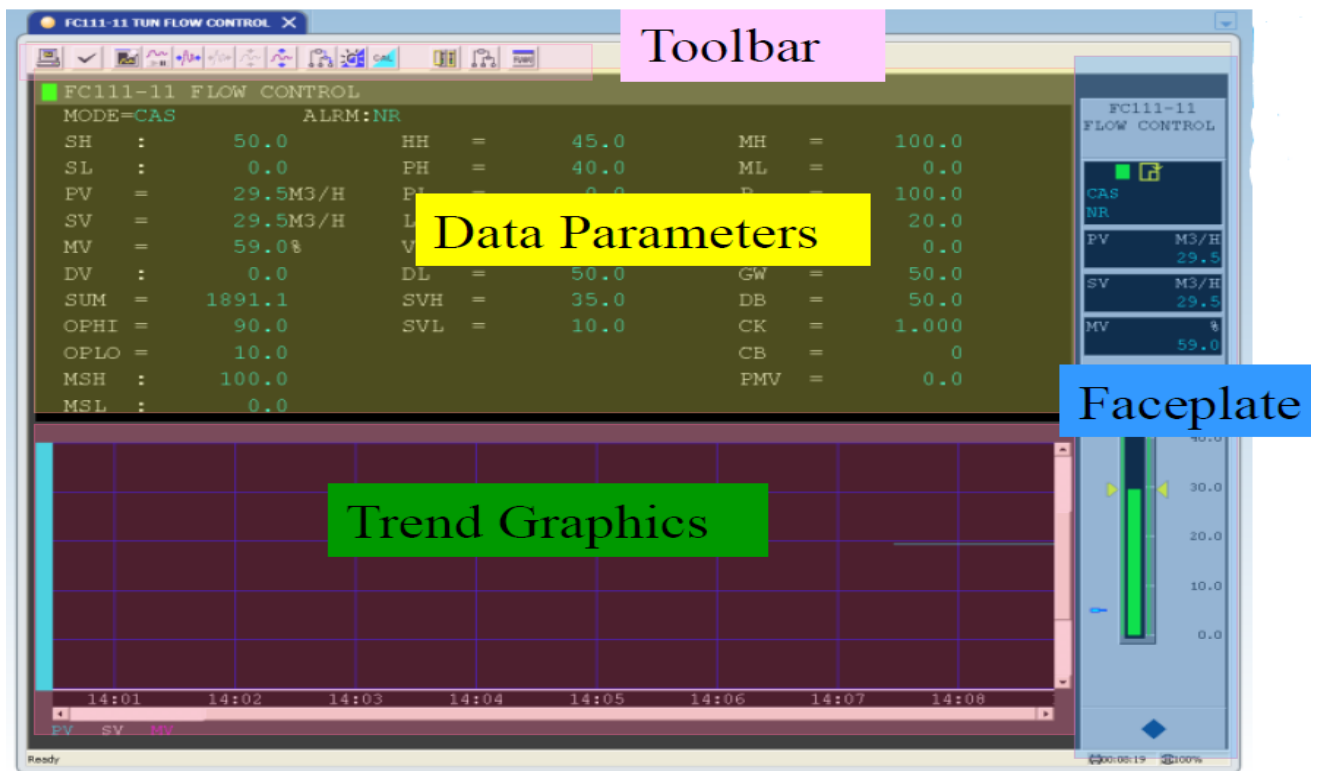 FC111-11 TUN FLOW CONTROL
Toolbar
CAL
FC111-11 FLOW CONTROL
MODE=CAS ALRM:NR
SH : 50.0 HH = 45.0 MH = 100.0
SL : 0.0 PH = 40.0 ML = 0.0
PV = 29.5M3/H = 0.0 = 100.0
SV = 29.5M3/H 20.0
MV = 59.0% 0.0
Data Parameters
DV : 0.0 DL = 50.0 GW = 50.0
SUM = 1891.1 SVH = 35.0 DB = 50.0
OPHI = 90.0 SVL = 10.0 CK = 1.000
OPLO = 10.0 CB = 0
MSH : 100.0 PMV = 0.0
MSL : 0.0
Trend Graphics
14:01 14:02 14:03 14:04 14:05 14:06 14:07 14:08
PV SV MV
Ready
FC111-11
FLOW CONTROL
CAS
NR
PV M3/H
29.5
SV M3/H
29.5
MV %
59.0
Faceplate
40.0
30.0
20.0
10.0
0.0
00:08:19 100%